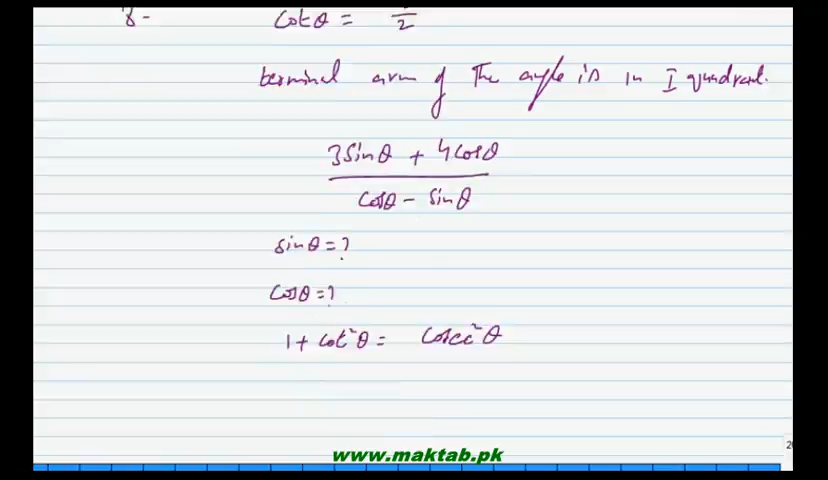 8-
cotθ = /2
terminal arm of the angle is in I quadrant.
3sinθ + 4cosθ
cosθ - sinθ
sinθ = ?
cosθ = ?
1 + cot²θ = cosec²θ
www.maktab.pk